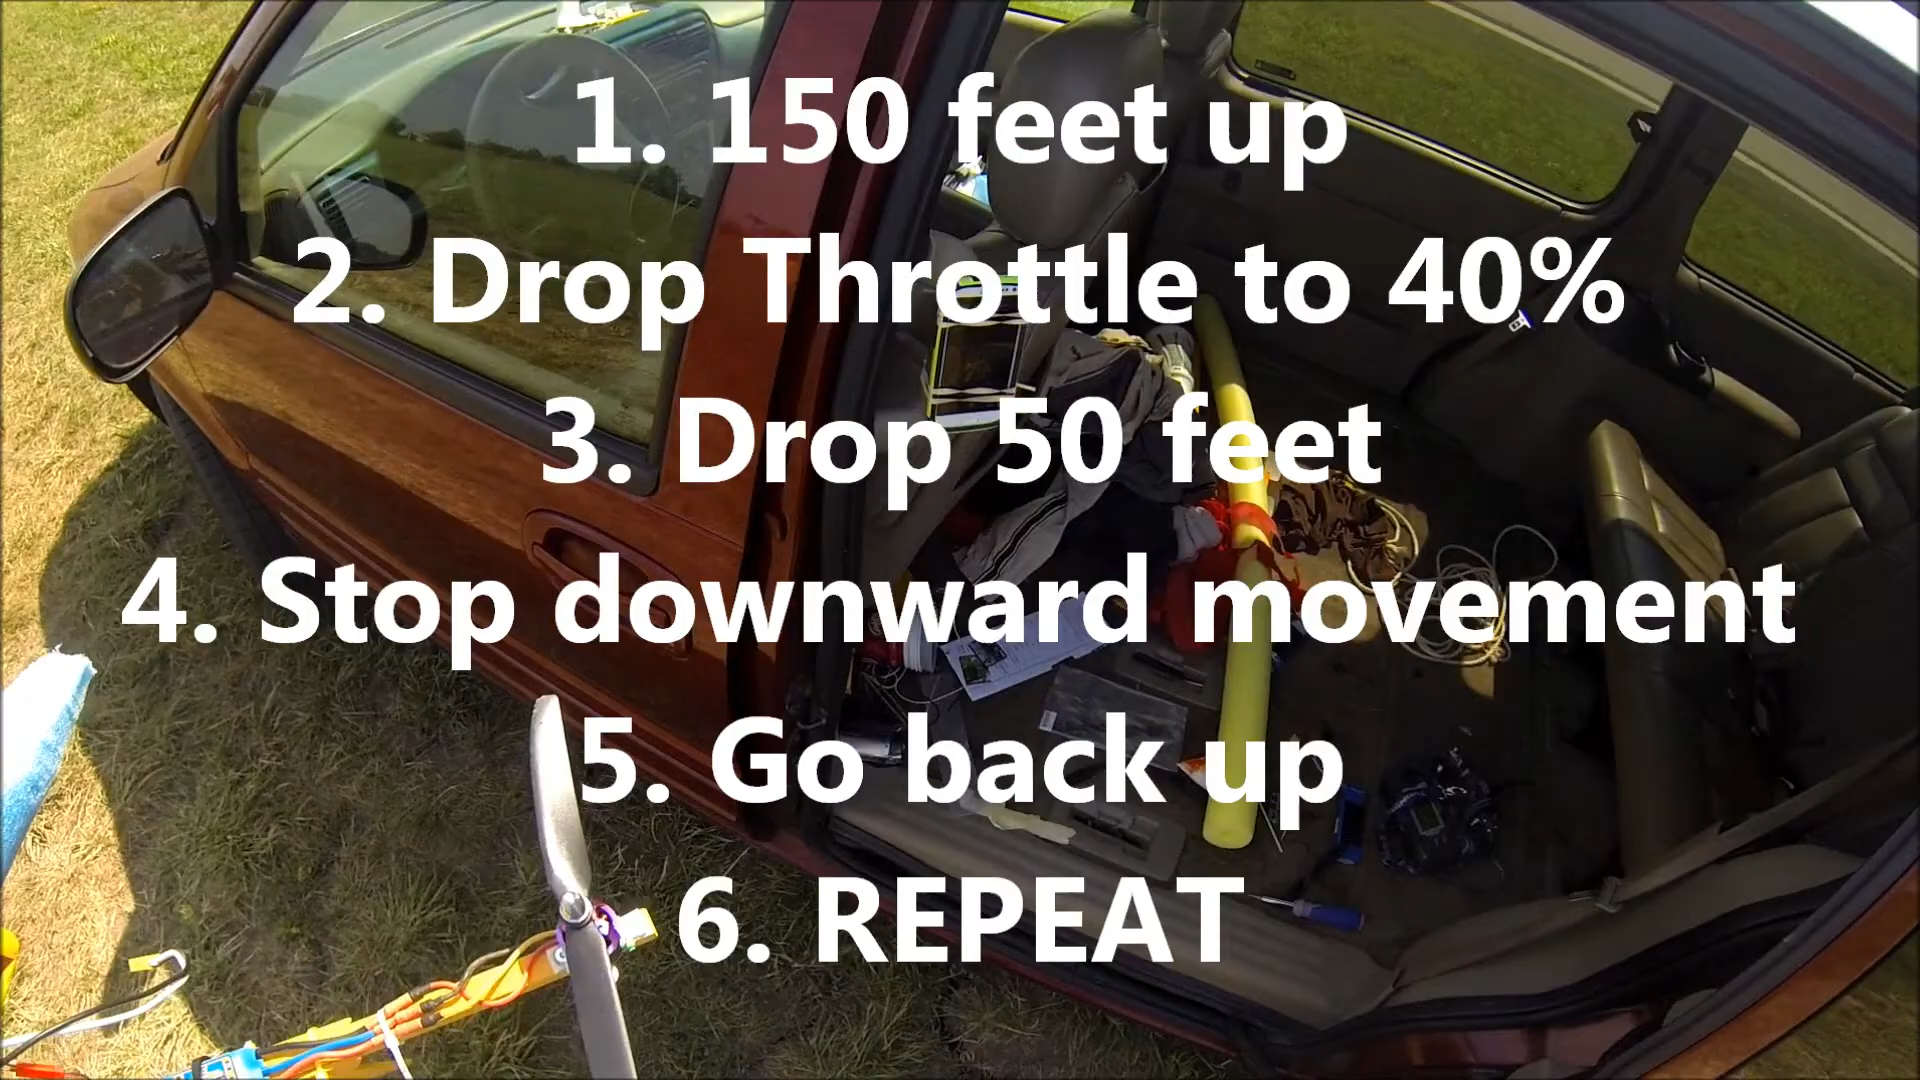 1. 150 feet up
2. Drop Throttle to 40%
3. Drop 50 feet
4. Stop downward movement
5. Go back up
6. REPEAT